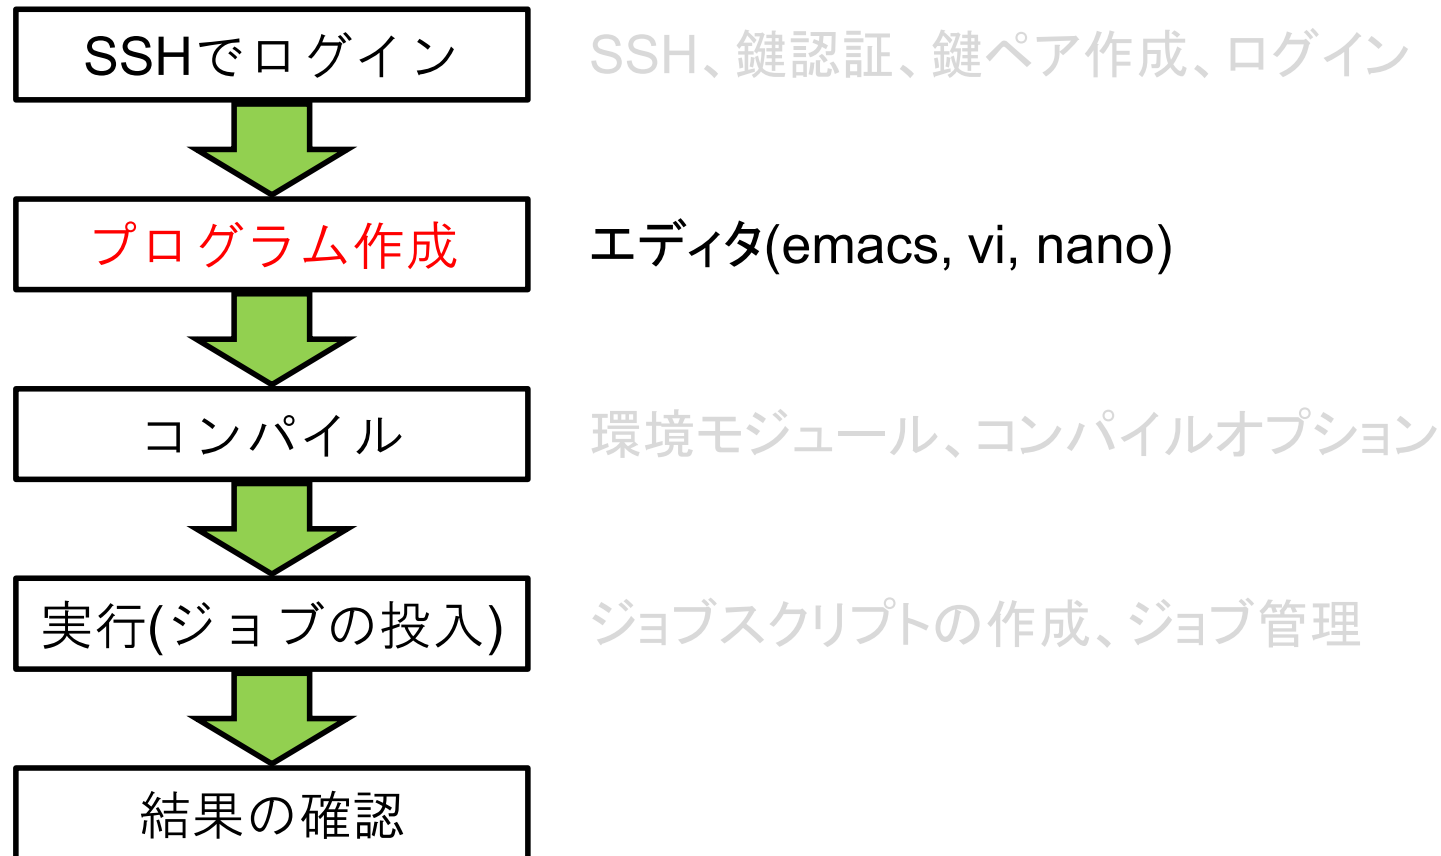 SSHでログイン
SSH、鍵認証、鍵ペア作成、ログイン
プログラム作成
エディタ(emacs, vi, nano)
コンパイル
環境モジュール、コンパイルオプション
実行(ジョブの投入)
ジョブスクリプトの作成、ジョブ管理
結果の確認